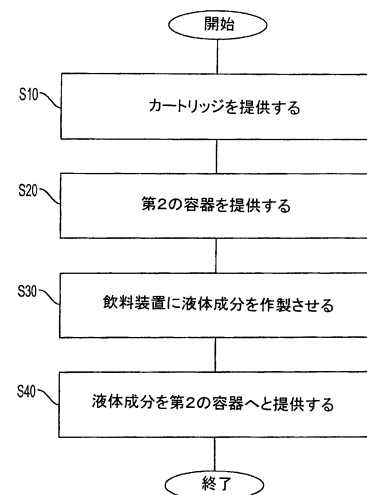 開始
S10
カートリッジを提供する
S20
第2の容器を提供する
S30
飲料装置に液体成分を作製させる
S40
液体成分を第2の容器へと提供する
終了